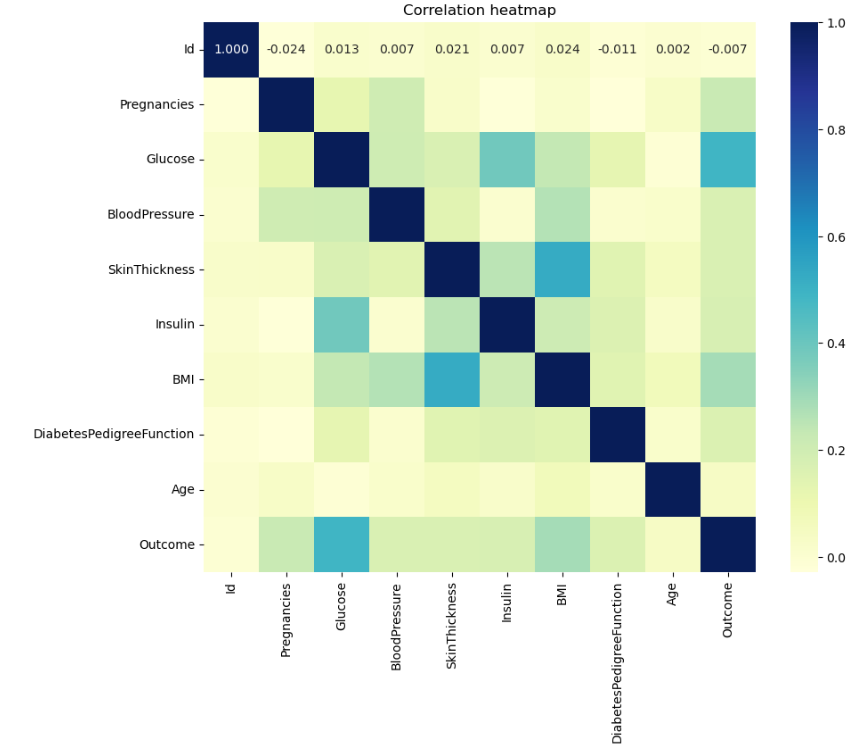 Correlation heatmap
Id
1.000 -0.024 0.013 0.007 0.021 0.007 0.024 -0.011 0.002 -0.007
Pregnancies
Glucose
BloodPressure
SkinThickness
Insulin
BMI
DiabetesPedigreeFunction
Age
Outcome
Id
Pregnancies
Glucose
BloodPressure
SkinThickness
Insulin
BMI
DiabetesPedigreeFunction
Age
Outcome
1.0
0.8
0.6
0.4
0.2
0.0